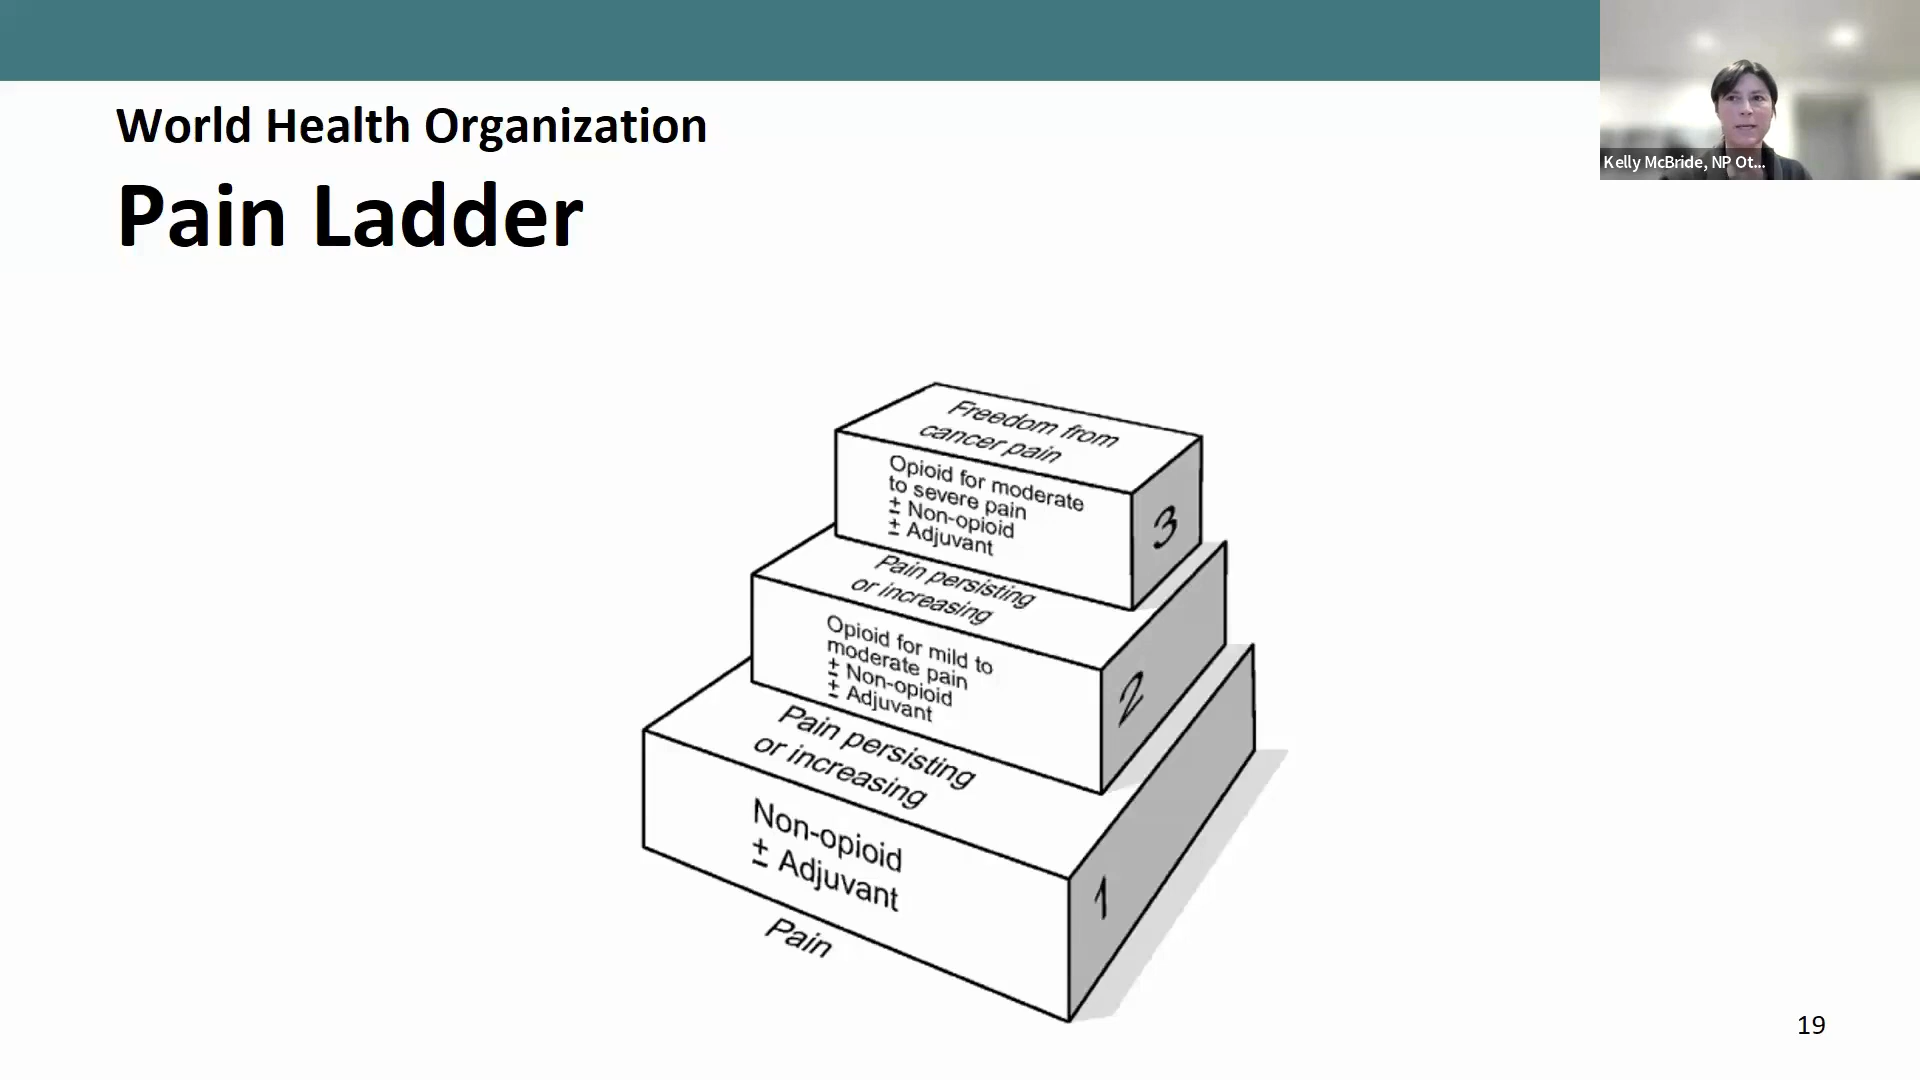 World Health Organization
Pain Ladder
Kelly McBride, NP Ot...
Freedom from
cancer pain
Opioid for moderate
to severe pain
± Non-opioid
± Adjuvant
3
Pain persisting
or increasing
Opioid for mild to
moderate pain
± Non-opioid
± Adjuvant
2
Pain persisting
or increasing
Non-opioid
± Adjuvant
1
Pain
19